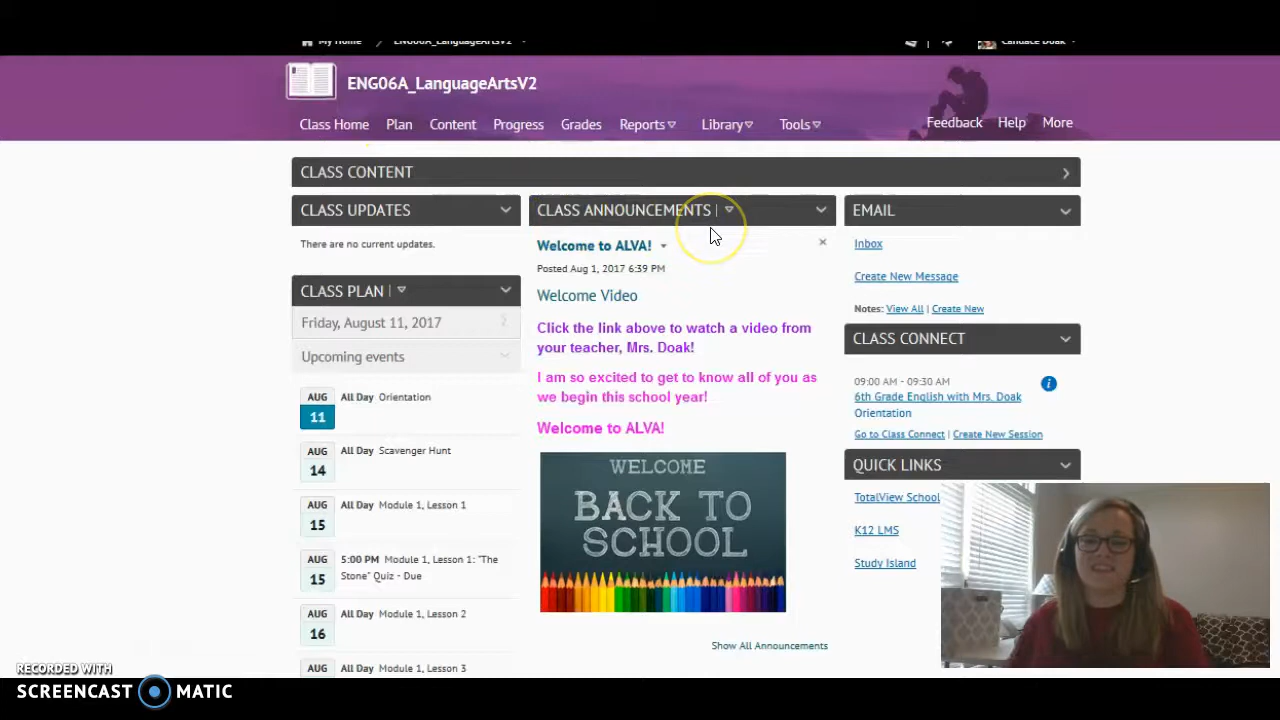 My Home ENG06A_LanguageArtsV2 Candace Doak
ENG06A_LanguageArtsV2
Class Home Plan Content Progress Grades Reports Library Tools Feedback Help More
CLASS CONTENT
CLASS UPDATES
There are no current updates.
CLASS PLAN
Friday, August 11, 2017
Upcoming events
AUG 11 All Day Orientation
AUG 14 All Day Scavenger Hunt
AUG 15 All Day Module 1, Lesson 1
AUG 15 5:00 PM Module 1, Lesson 1: "The
Stone" Quiz - Due
AUG 16 All Day Module 1, Lesson 2
AUG All Day Module 1, Lesson 3
CLASS ANNOUNCEMENTS
Welcome to ALVA!
Posted Aug 1, 2017 6:39 PM
Welcome Video
Click the link above to watch a video from
your teacher, Mrs. Doak!
I am so excited to get to know all of you as
we begin this school year!
Welcome to ALVA!
WELCOME
BACK TO
SCHOOL
Show All Announcements
EMAIL
Inbox
Create New Message
Notes: View All | Create New
CLASS CONNECT
09:00 AM - 09:30 AM
6th Grade English with Mrs. Doak
Orientation
Go to Class Connect | Create New Session
QUICK LINKS
TotalView School
K12 LMS
Study Island
RECORDED WITH
SCREENCAST MATIC